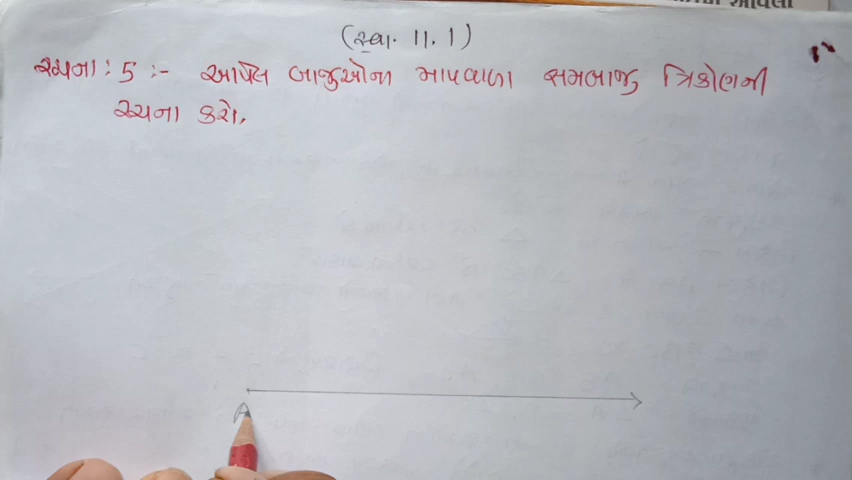 (સ્વા. 11.1)
રચના: 5 :- આપેલ બાજુઓના માપવાળા સમબાજુ ત્રિકોણની
રચના કરો.
A